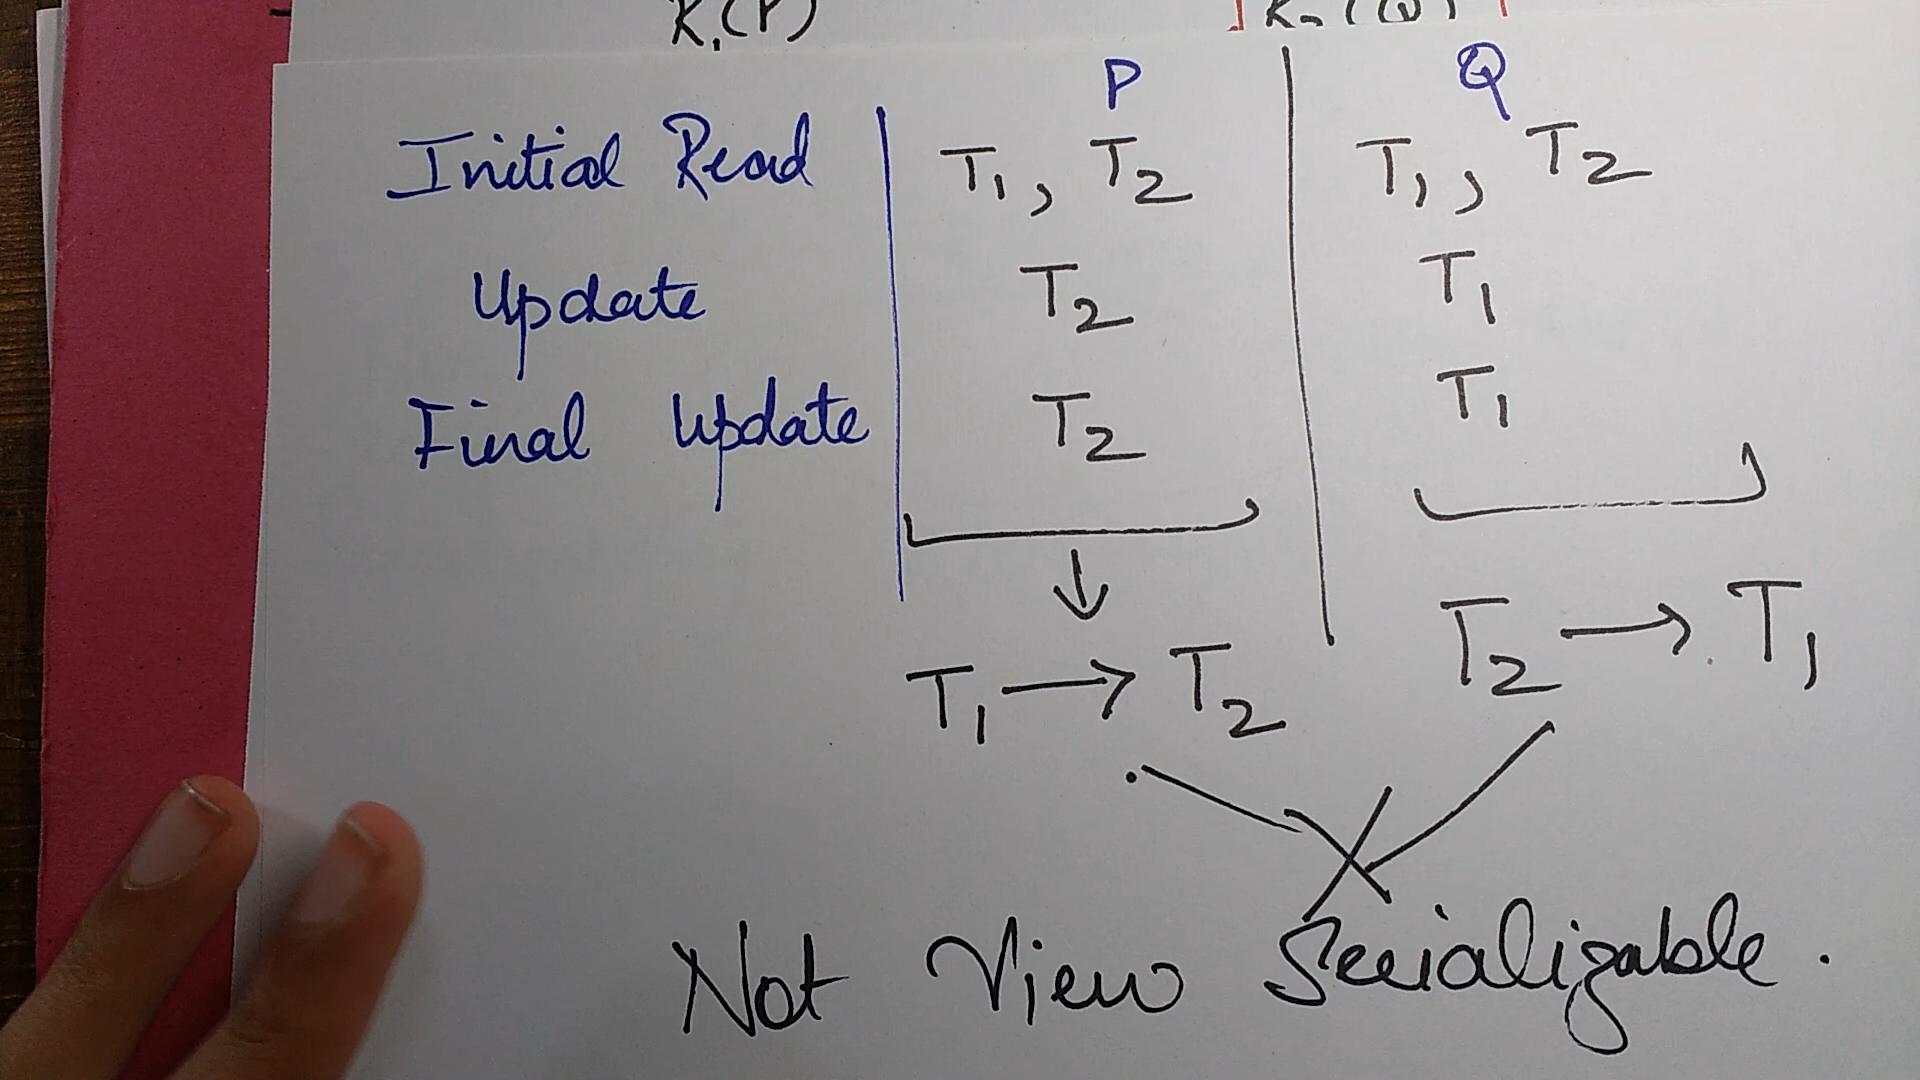 P Q
Initial Read T1, T2 T1, T2
Update T2 T1
Final Update T2 T1
↓
T1 → T2 T2 → T1
Not View Serializable.